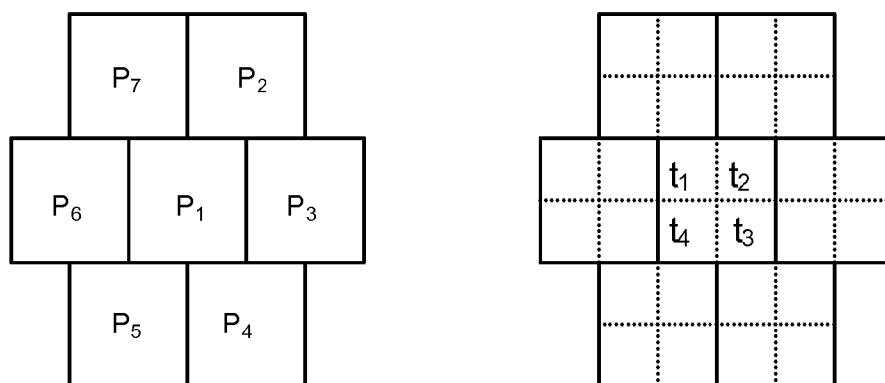 P₇ P₂
P₆ P₁ P₃
P₅ P₄
t₁ t₂
t₄ t₃